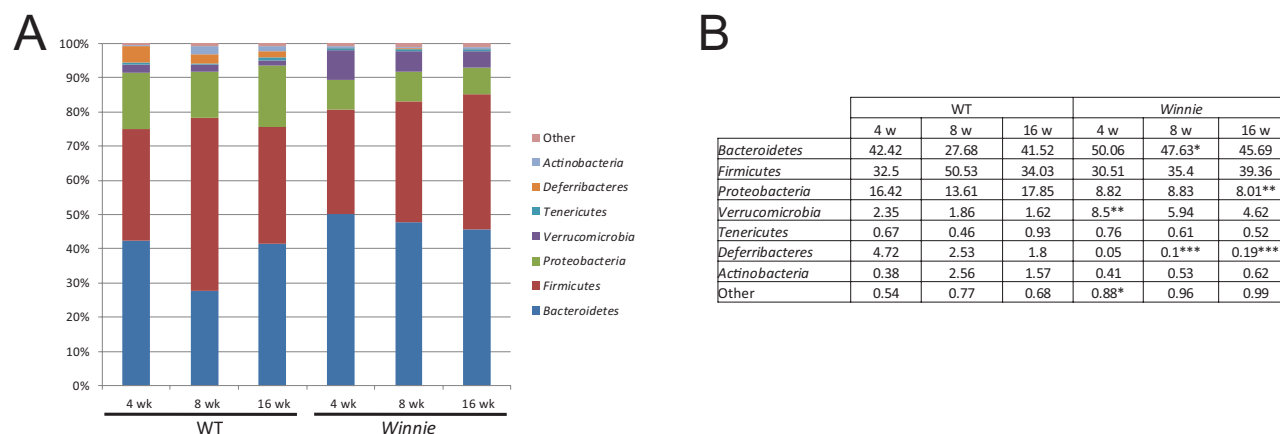 A
100%
90%
80%
70%
60%
50%
40%
30%
20%
10%
0%
4 wk 8 wk 16 wk 4 wk 8 wk 16 wk
WT Winnie
Other
Actinobacteria
Deferribacteres
Tenericutes
Verrucomicrobia
Proteobacteria
Firmicutes
Bacteroidetes
B
WT Winnie
4 w 8 w 16 w 4 w 8 w 16 w
Bacteroidetes 42.42 27.68 41.52 50.06 47.63* 45.69
Firmicutes 32.5 50.53 34.03 30.51 35.4 39.36
Proteobacteria 16.42 13.61 17.85 8.82 8.83 8.01**
Verrucomicrobia 2.35 1.86 1.62 8.5** 5.94 4.62
Tenericutes 0.67 0.46 0.93 0.76 0.61 0.52
Deferribacteres 4.72 2.53 1.8 0.05 0.1*** 0.19***
Actinobacteria 0.38 2.56 1.57 0.41 0.53 0.62
Other 0.54 0.77 0.68 0.88* 0.96 0.99